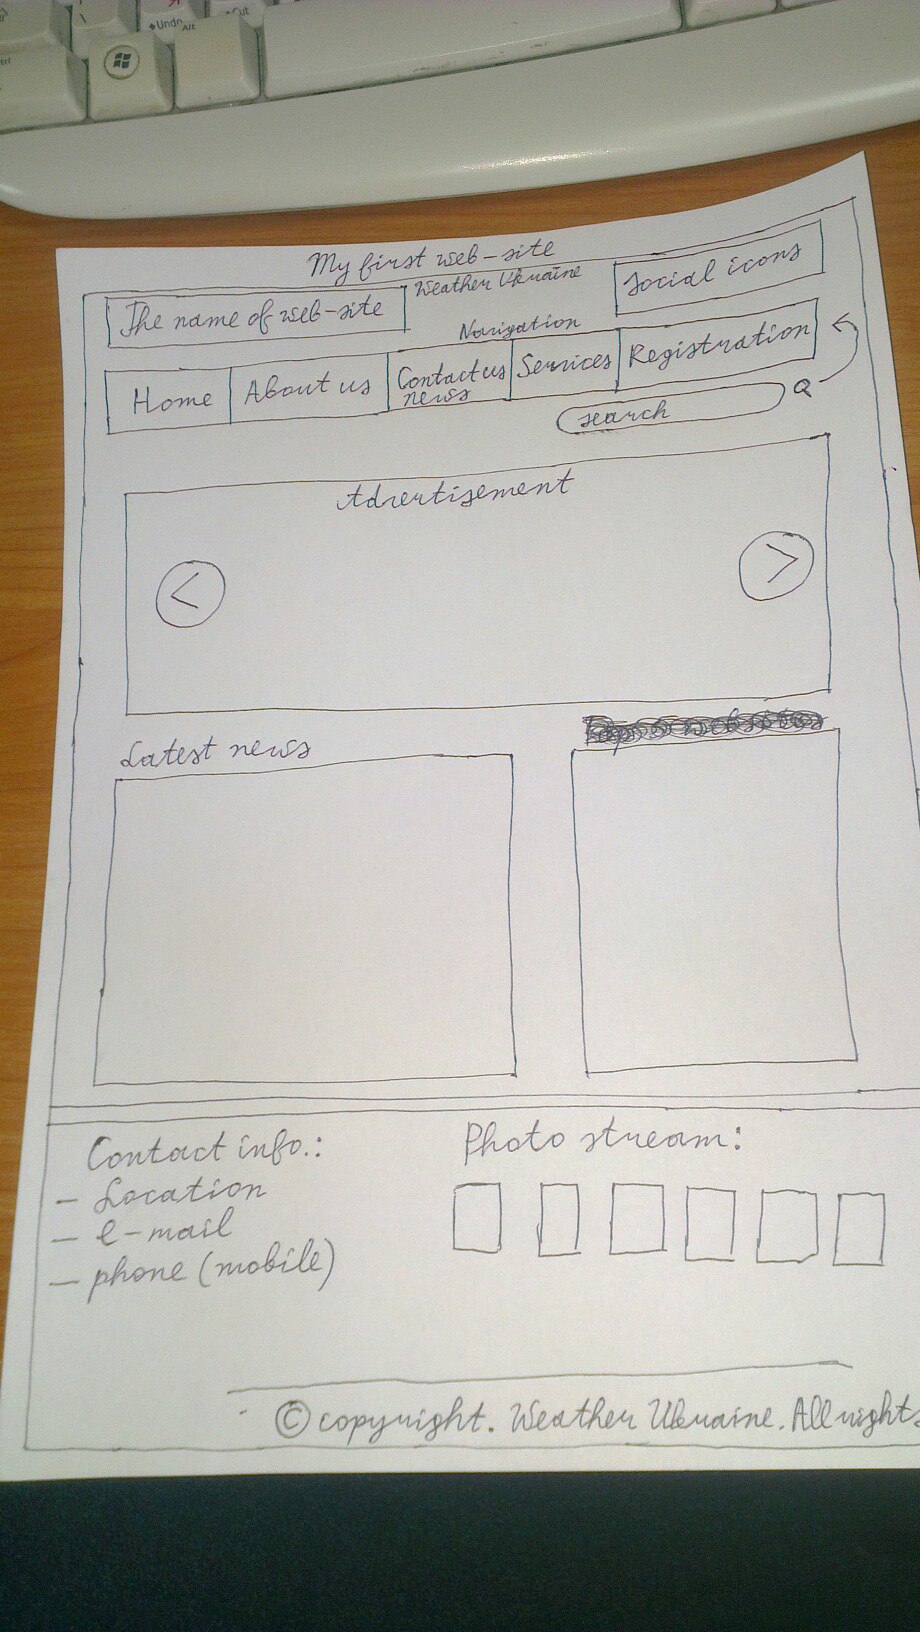 Undo
Alt
Cut
My first web-site
Weather Ukraine
The name of web-site
Social icons
Navigation
Home
About us
Contact us
news
Services
Registration
search
Advertisement
<
>
Latest news
Contact info.:
– Location
– e-mail
– phone (mobile)
Photo stream:
© copyright. Weather Ukraine. All rights